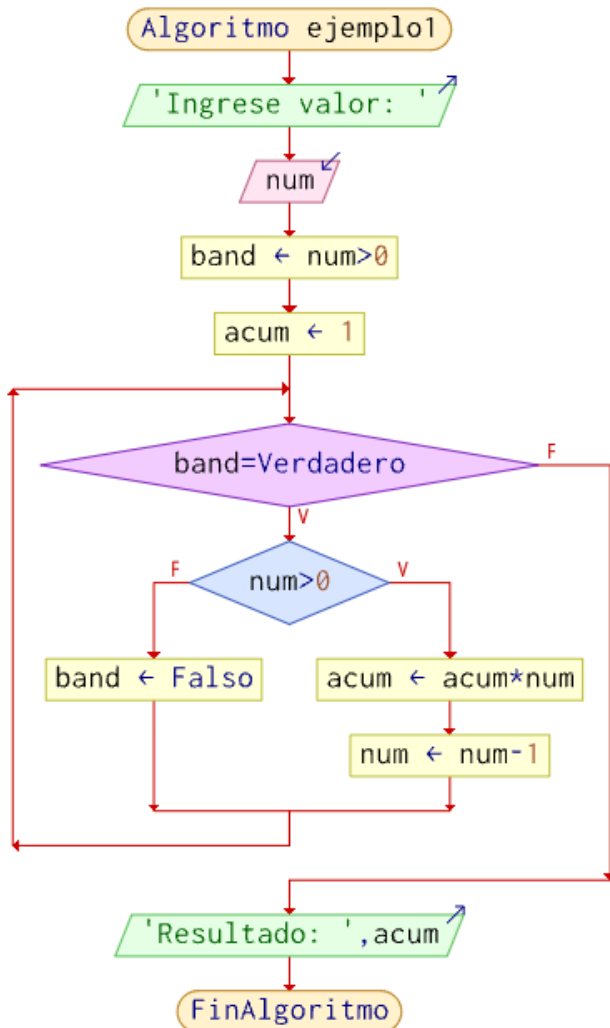 Algoritmo ejemplo1
'Ingrese valor: '
num
band ← num>0
acum ← 1
band=Verdadero
F
V
num>0
F
V
band ← Falso
acum ← acum*num
num ← num-1
'Resultado: ',acum
FinAlgoritmo